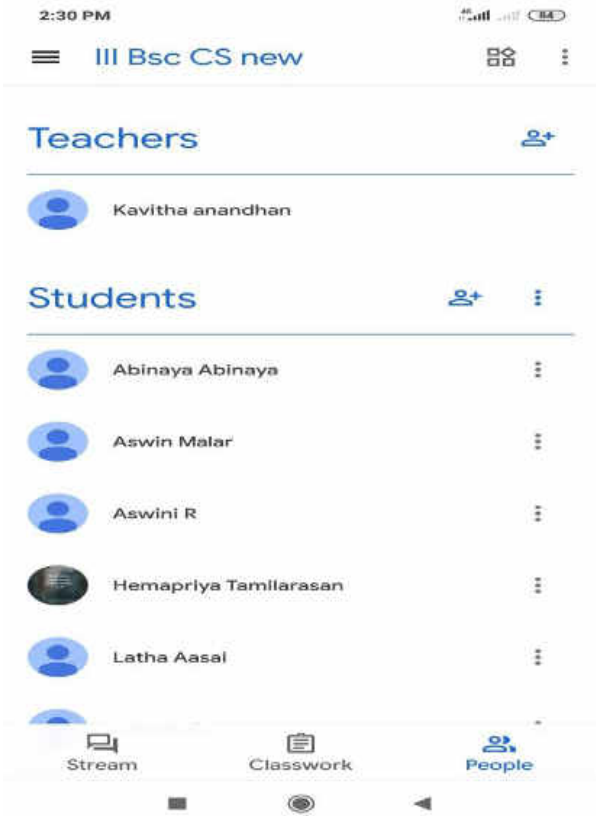 2:30 PM
84
III Bsc CS new
Teachers
Kavitha anandhan
Students
Abinaya Abinaya
Aswin Malar
Aswini R
Hemapriya Tamilarasan
Latha Aasai
Stream Classwork People